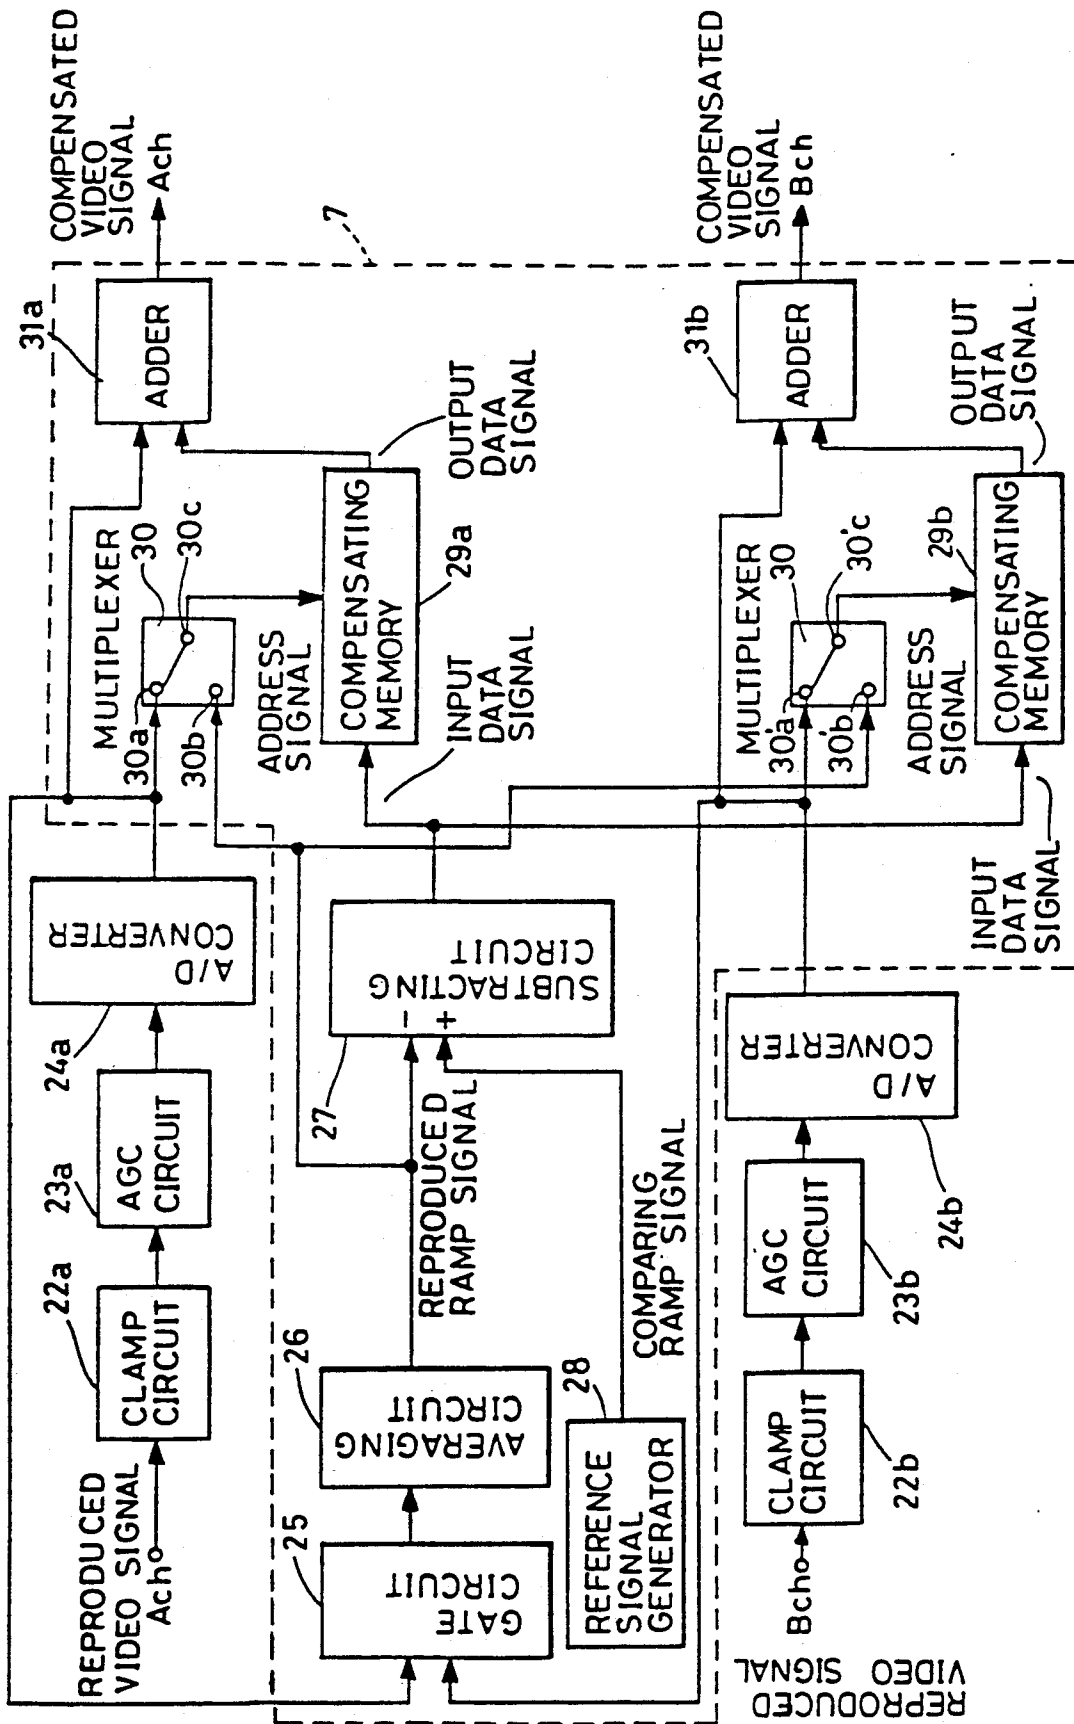 REPRODUCED
VIDEO SIGNAL
Ach
22a
CLAMP
CIRCUIT
23a
AGC
CIRCUIT
24a
A/D
CONVERTER
MULTIPLEXER
30
30a
30b
30c
31a
ADDER
COMPENSATED
VIDEO
SIGNAL
Ach
7
25
GATE
CIRCUIT
26
AVERAGING
CIRCUIT
REPRODUCED
RAMP SIGNAL
27
SUBTRACTING
CIRCUIT
-
+
28
REFERENCE
SIGNAL
GENERATOR
COMPARING
RAMP SIGNAL
ADDRESS
SIGNAL
COMPENSATING
MEMORY
29a
INPUT
DATA
SIGNAL
OUTPUT
DATA
SIGNAL
REPRODUCED
VIDEO SIGNAL
Bch
22b
CLAMP
CIRCUIT
23b
AGC
CIRCUIT
24b
A/D
CONVERTER
MULTIPLEXER
30
30'a
30'b
30'c
31b
ADDER
COMPENSATED
VIDEO
SIGNAL
Bch
ADDRESS
SIGNAL
COMPENSATING
MEMORY
29b
INPUT
DATA
SIGNAL
OUTPUT
DATA
SIGNAL